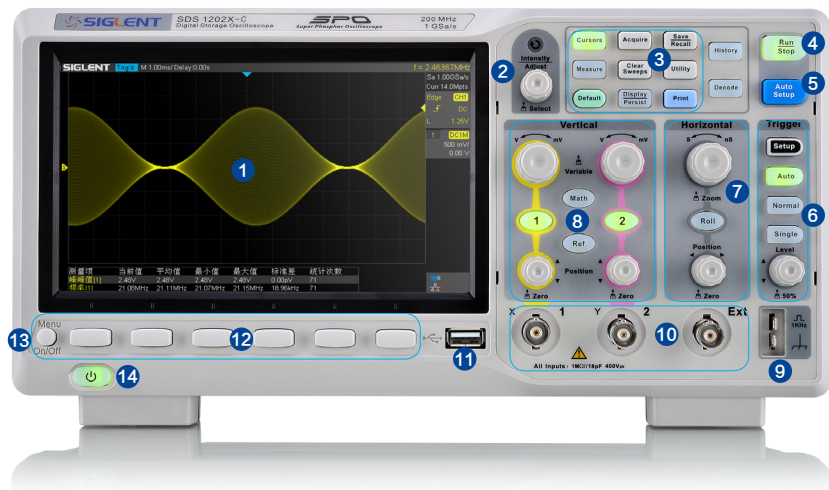 SIGLENT
SDS 1202X-C
Digital Storage Oscilloscope
SPO
Super Phosphor Oscilloscope
200 MHz
1 GSa/s
SIGLENT Trig'd M 1.00ms/ Delay:0.00s
f = 2.46367MHz
Sa 1.00GSa/s
Curr 14.0Mpts
Edge CH1
DC
L 1.25V
1 DC1M
500 mV/
0.00 V
1
测量项 当前值 平均值 最小值 最大值 标准差 统计次数
峰峰值[1] 2.48V 2.48V 2.48V 2.48V 0.00pV 71
频率[1] 21.08MHz 21.11MHz 21.07MHz 21.15MHz 18.96kHz 71
Menu
On/Off
13
12
14
11
2
Intensity
Adjust
Select
Cursors
Acquire
Save
Recall
Measure
Clear
Sweeps
Utility
Default
Display
Persist
Print
3
History
Decode
Run
Stop
4
Auto
Setup
5
Vertical
V mV
V mV
Variable
Math
1
8
2
Ref
Position
Zero
Zero
Horizontal
S nS
Zoom
7
Roll
Position
Zero
Trigger
Setup
Auto
Normal
6
Single
Level
50%
X 1
Y 2
Ext
10
All Inputs: 1MΩ//18pF 400Vpk
1KHz
9